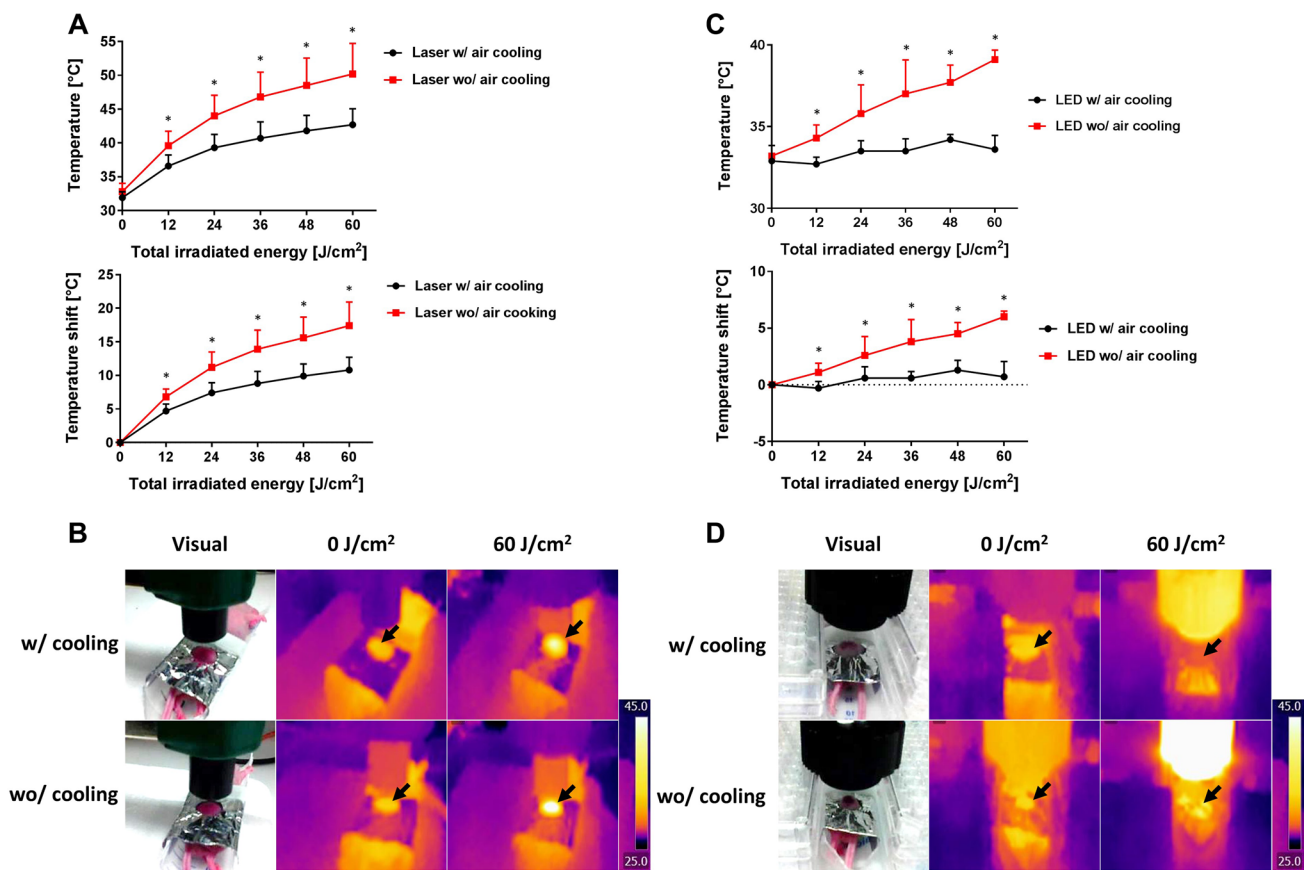 A
Temperature [°C]
55
50
45
40
35
30
0
12
24
36
48
60
*
*
*
*
*
Total irradiated energy [J/cm²]
Laser w/ air cooling
Laser wo/ air cooling
Temperature shift [°C]
25
20
15
10
5
0
0
12
24
36
48
60
*
*
*
*
*
Total irradiated energy [J/cm²]
Laser w/ air cooling
Laser wo/ air cooking
C
Temperature [°C]
40
35
30
0
12
24
36
48
60
*
*
*
*
*
Total irradiated energy [J/cm²]
LED w/ air cooling
LED wo/ air cooling
Temperature shift [°C]
10
5
0
-5
0
12
24
36
48
60
*
*
*
*
*
Total irradiated energy [J/cm²]
LED w/ air cooling
LED wo/ air cooling
B
Visual
0 J/cm²
60 J/cm²
w/ cooling
wo/ cooling
45.0
25.0
D
Visual
0 J/cm²
60 J/cm²
w/ cooling
wo/ cooling
45.0
25.0